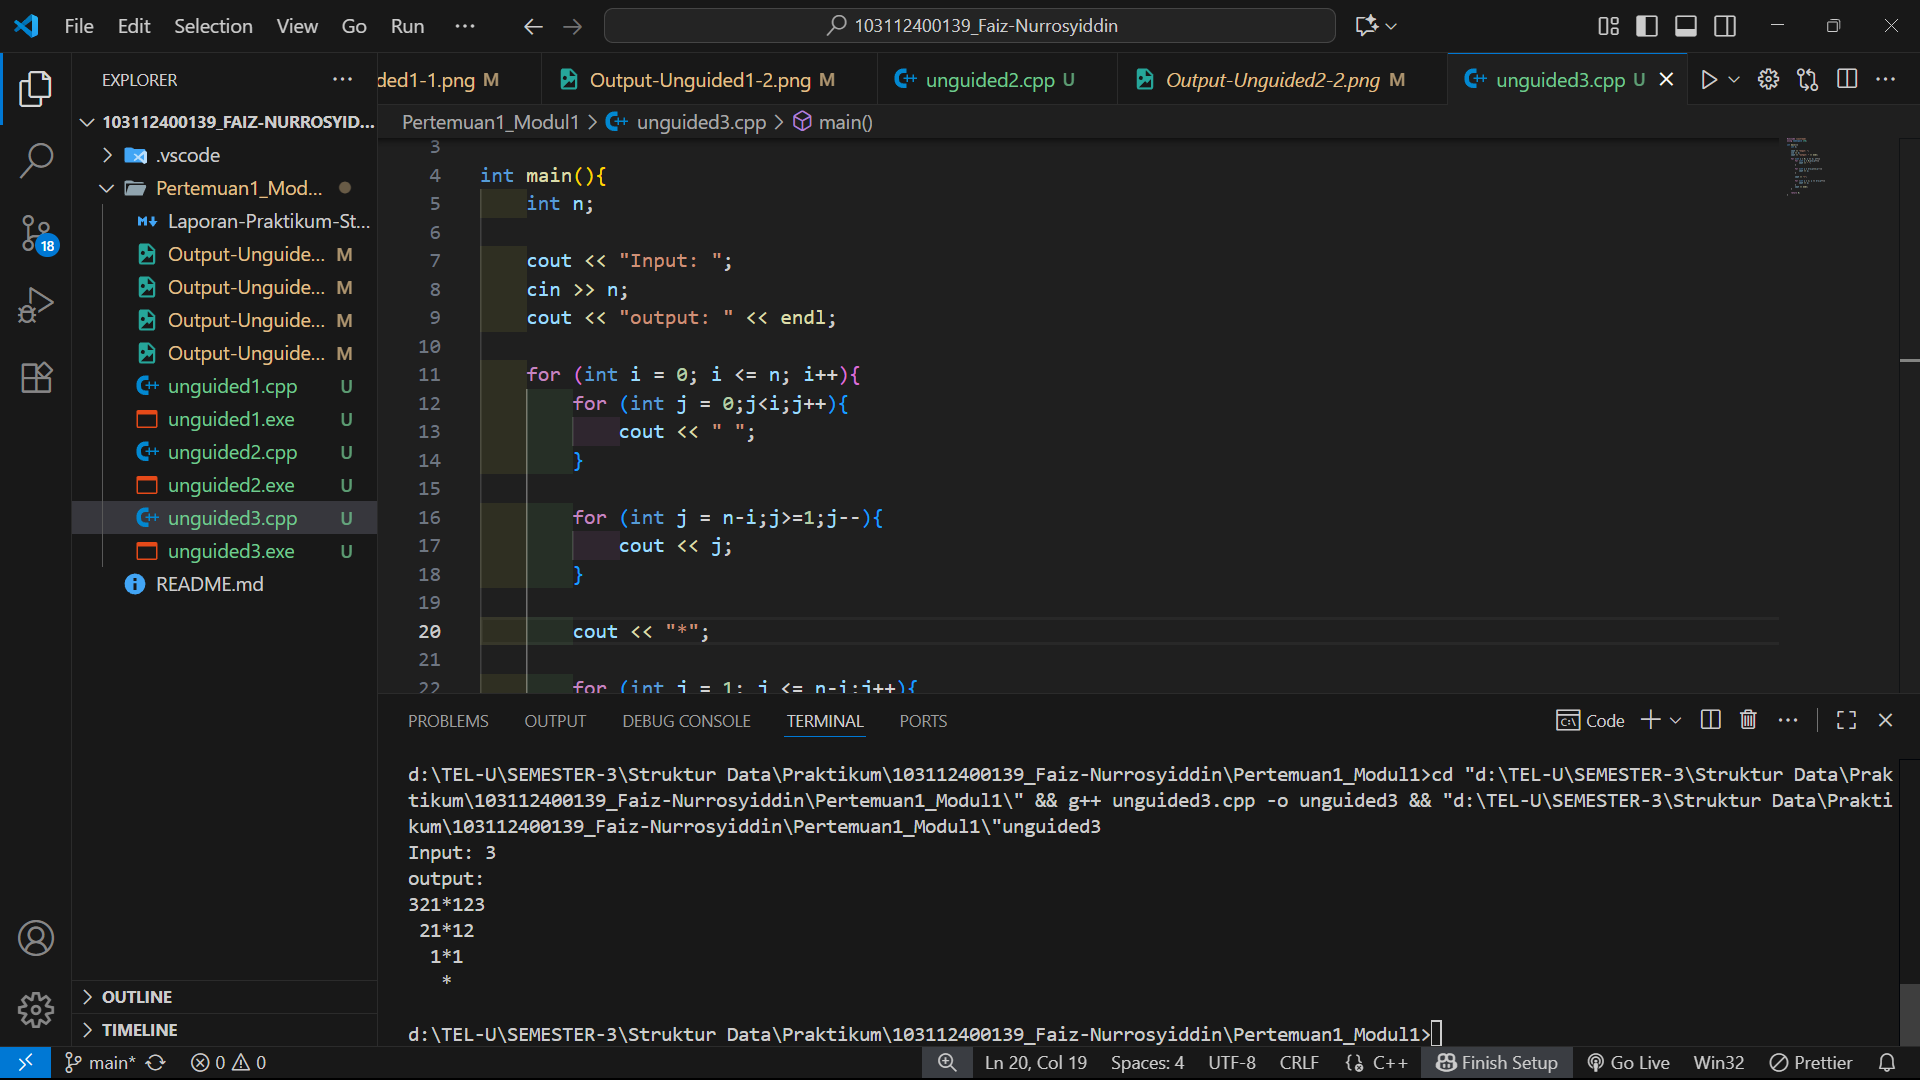 File Edit Selection View Go Run ··· 103112400139_Faiz-Nurrosyiddin
EXPLORER ···
ded1-1.png M Output-Unguided1-2.png M unguided2.cpp U Output-Unguided2-2.png M unguided3.cpp U
Pertemuan1_Modul1 > unguided3.cpp > main()
103112400139_FAIZ-NURROSYID...
.vscode
Pertemuan1_Mod...
Laporan-Praktikum-St...
Output-Unguide... M
Output-Unguide... M
Output-Unguide... M
Output-Unguide... M
unguided1.cpp U
unguided1.exe U
unguided2.cpp U
unguided2.exe U
unguided3.cpp U
unguided3.exe U
README.md
OUTLINE
TIMELINE
18
3
4 int main(){
5 int n;
6
7 cout << "Input: ";
8 cin >> n;
9 cout << "output: " << endl;
10
11 for (int i = 0; i <= n; i++){
12 for (int j = 0;j<i;j++){
13 cout << " ";
14 }
15
16 for (int j = n-i;j>=1;j--){
17 cout << j;
18 }
19
20 cout << "*";
21
22 for (int j = 1; j <= n-i;j++){
PROBLEMS OUTPUT DEBUG CONSOLE TERMINAL PORTS Code
d:\TEL-U\SEMESTER-3\Struktur Data\Praktikum\103112400139_Faiz-Nurrosyiddin\Pertemuan1_Modul1>cd "d:\TEL-U\SEMESTER-3\Struktur Data\Prak
tikum\103112400139_Faiz-Nurrosyiddin\Pertemuan1_Modul1\" && g++ unguided3.cpp -o unguided3 && "d:\TEL-U\SEMESTER-3\Struktur Data\Prakti
kum\103112400139_Faiz-Nurrosyiddin\Pertemuan1_Modul1\"unguided3
Input: 3
output:
321*123
21*12
1*1
*
d:\TEL-U\SEMESTER-3\Struktur Data\Praktikum\103112400139_Faiz-Nurrosyiddin\Pertemuan1_Modul1>
main* 0 0 Ln 20, Col 19 Spaces: 4 UTF-8 CRLF {} C++ Finish Setup Go Live Win32 Prettier